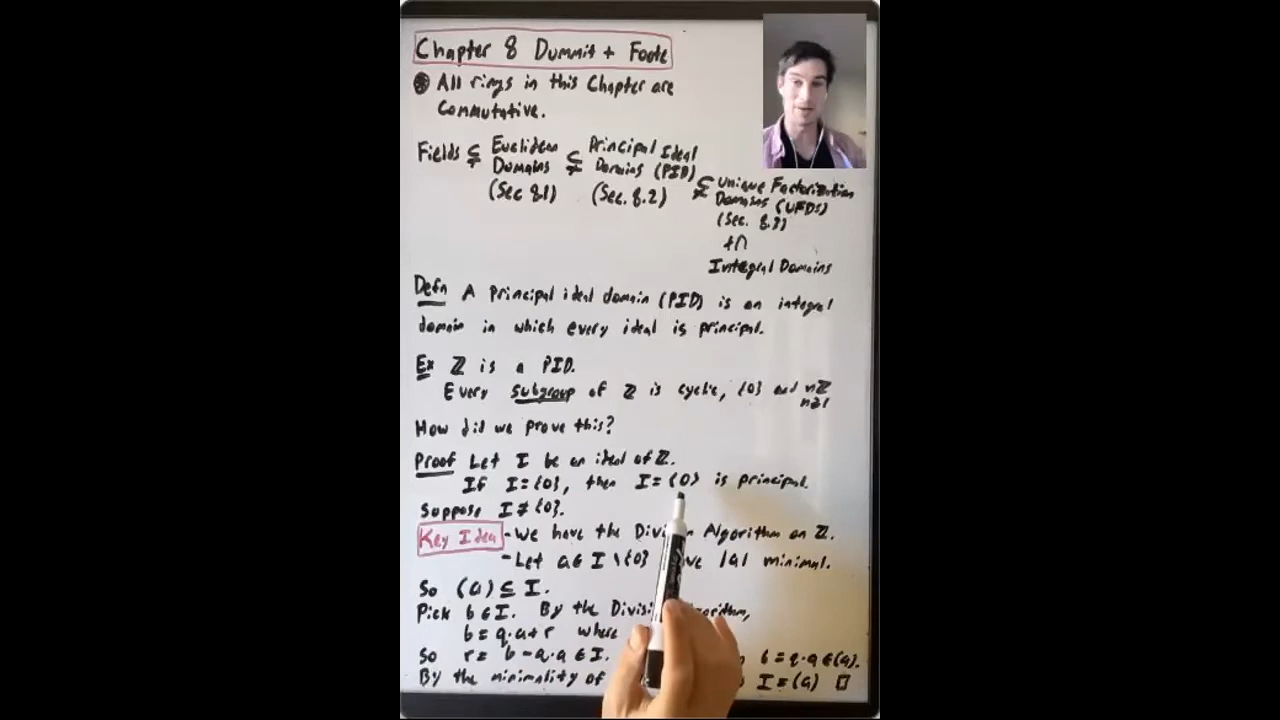 Chapter 8 Dummit + Foote
⊛ All rings in this Chapter are
Commutative.
Fields ⊊ Euclidean Domains (Sec 8.1) ⊊ Principal Ideal Domains (PID) (Sec. 8.2)
⊊ Unique Factorization
Domains (UFDs)
(Sec. 8.3)
Integral Domains
Defn A Principal ideal domain (PID) is an integral
domain in which every ideal is principal.
Ex ℤ is a PID.
Every subgroup of ℤ is cyclic, {0} and nℤ
n≥1
How did we prove this?
Proof Let I be an ideal of ℤ.
If I = {0}, then I = (0) is principal.
Suppose I ≠ {0}.
Key Idea - We have the Algorithm on ℤ.
- Let a ∈ I \ {0} |a| minimal.
So (a) ⊆ I.
Pick b ∈ I. By the
b = q·a + r where
So r = b - q·a ∈ I. b = q·a ∈ (a).
By the minimality of I = (a) □